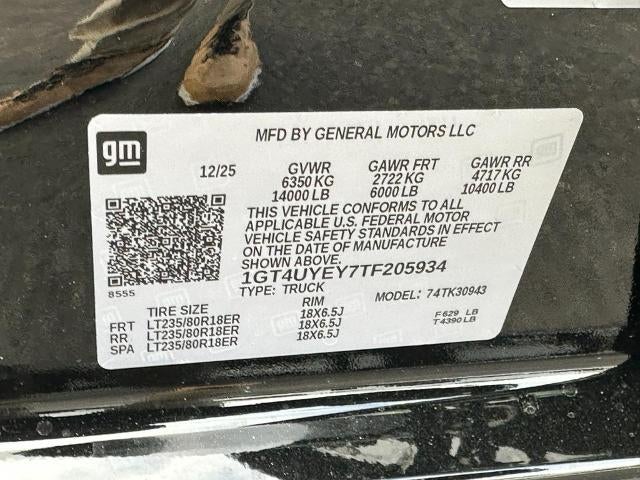 gm
MFD BY GENERAL MOTORS LLC
12/25 GVWR GAWR FRT GAWR RR
6350 KG 2722 KG 4717 KG
14000 LB 6000 LB 10400 LB
THIS VEHICLE CONFORMS TO ALL
APPLICABLE U.S. FEDERAL MOTOR
VEHICLE SAFETY STANDARDS IN EFFECT
ON THE DATE OF MANUFACTURE
SHOWN ABOVE.
1GT4UYEY7TF205934
8555
TYPE: TRUCK MODEL: 74TK30943
TIRE SIZE RIM
FRT LT235/80R18ER 18X6.5J F 629 LB
RR LT235/80R18ER 18X6.5J T 4390 LB
SPA LT235/80R18ER 18X6.5J